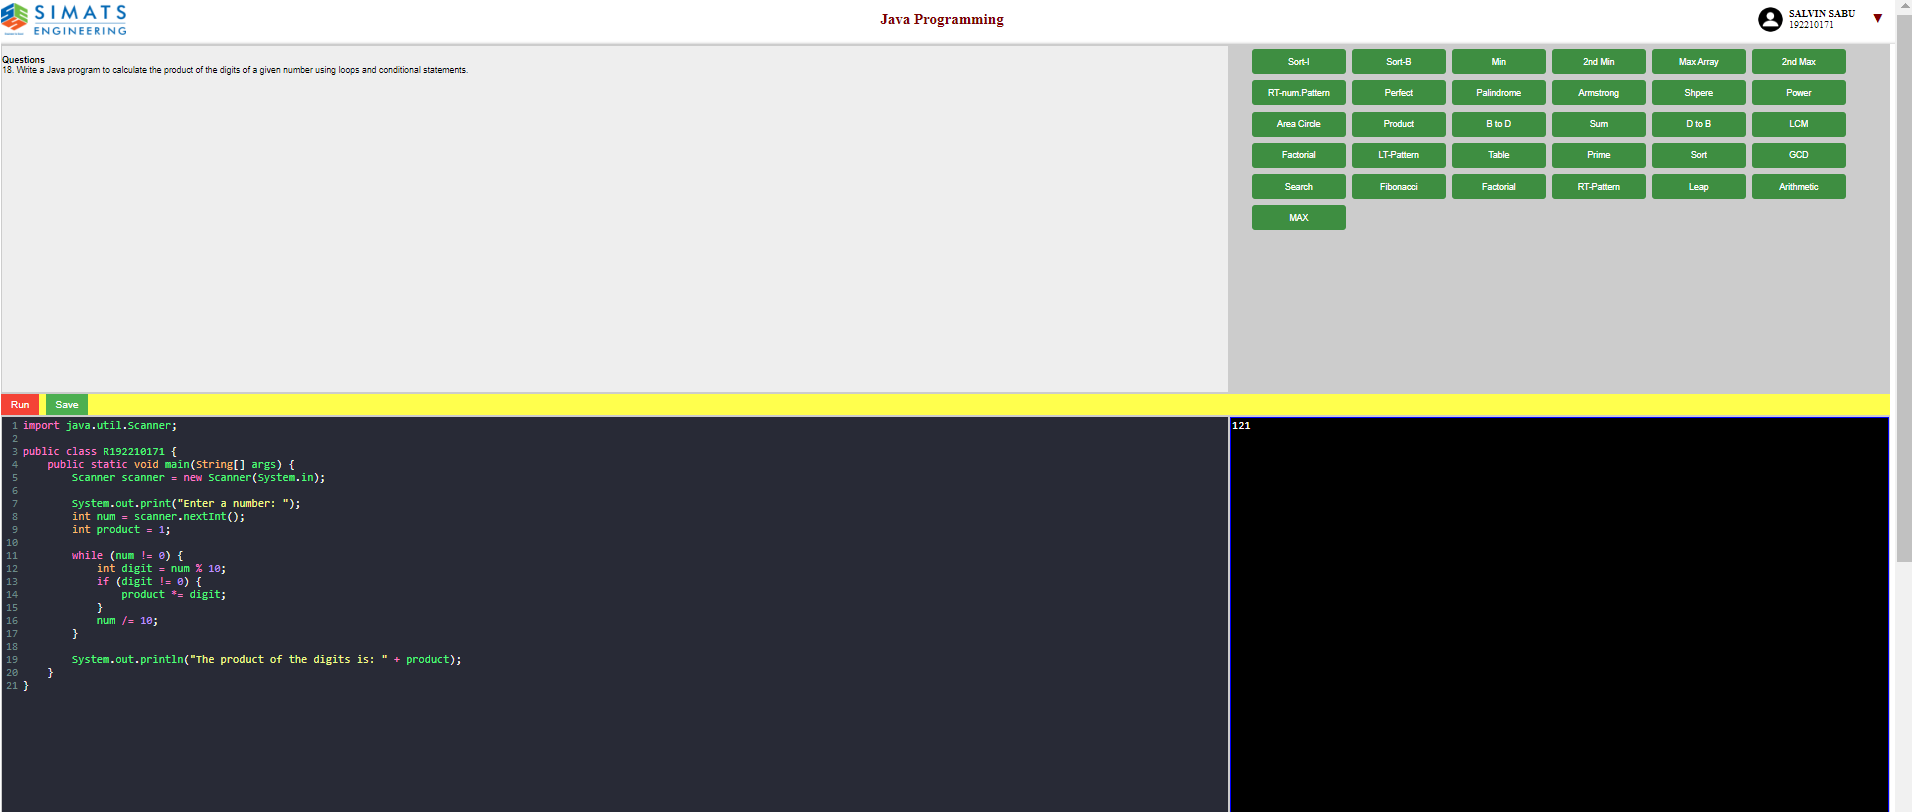 SIMATS
ENGINEERING
Java Programming
SALVIN SABU
192210171
▼
Questions
18. Write a Java program to calculate the product of the digits of a given number using loops and conditional statements.
Sort-I Sort-B Min 2nd Min Max Array 2nd Max
RT-num.Pattern Perfect Palindrome Armstrong Shpere Power
Area Circle Product B to D Sum D to B LCM
Factorial LT-Pattern Table Prime Sort GCD
Search Fibonacci Factorial RT-Pattern Leap Arithmetic
MAX
Run Save
1 import java.util.Scanner;
2
3 public class R192210171 {
4     public static void main(String[] args) {
5         Scanner scanner = new Scanner(System.in);
6
7         System.out.print("Enter a number: ");
8         int num = scanner.nextInt();
9         int product = 1;
10
11         while (num != 0) {
12             int digit = num % 10;
13             if (digit != 0) {
14                 product *= digit;
15             }
16             num /= 10;
17         }
18
19         System.out.println("The product of the digits is: " + product);
20     }
21 }
121